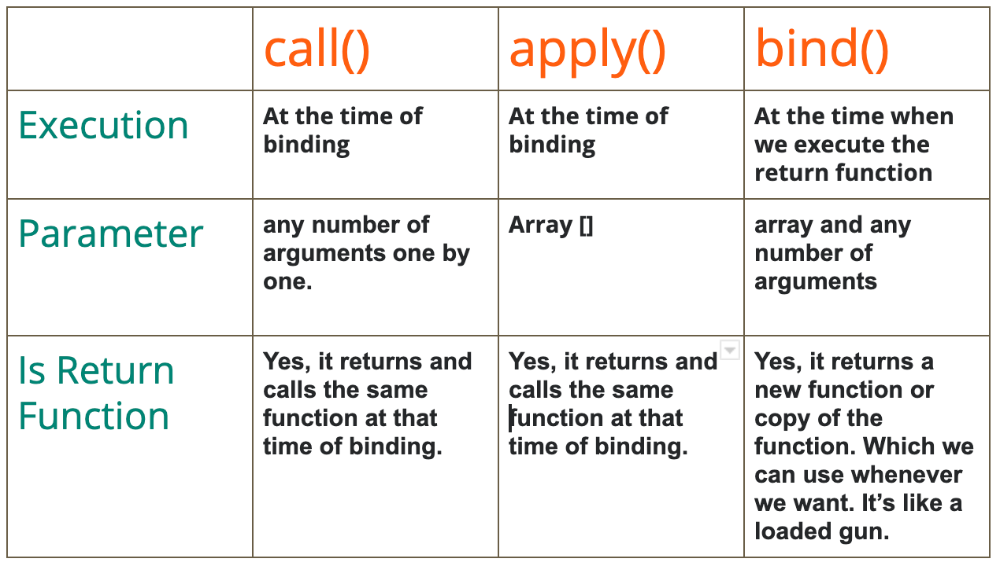 call()
apply()
bind()
Execution
At the time of
binding
At the time of
binding
At the time when
we execute the
return function
Parameter
any number of
arguments one by
one.
Array []
array and any
number of
arguments
Is Return
Function
Yes, it returns and
calls the same
function at that
time of binding.
Yes, it returns and
calls the same
function at that
time of binding.
Yes, it returns a
new function or
copy of the
function. Which we
can use whenever
we want. It’s like a
loaded gun.